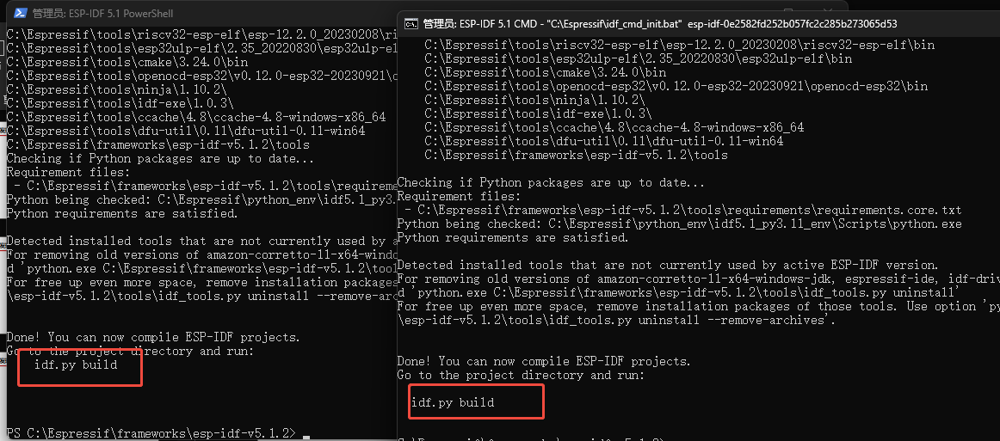 管理员: ESP-IDF 5.1 PowerShell
C:\Espressif\tools\riscv32-esp-elf\esp-12.2.0_20230208\ris
C:\Espressif\tools\esp32ulp-elf\2.35_20220830\esp32ulp-elf
C:\Espressif\tools\cmake\3.24.0\bin
C:\Espressif\tools\openocd-esp32\v0.12.0-esp32-20230921\o
C:\Espressif\tools\ninja\1.10.2\
C:\Espressif\tools\idf-exe\1.0.3\
C:\Espressif\tools\ccache\4.8\ccache-4.8-windows-x86_64
C:\Espressif\tools\dfu-util\0.11\dfu-util-0.11-win64
C:\Espressif\frameworks\esp-idf-v5.1.2\tools
Checking if Python packages are up to date...
Requirement files:
- C:\Espressif\frameworks\esp-idf-v5.1.2\tools\requireme
Python being checked: C:\Espressif\python_env\idf5.1_py3.
Python requirements are satisfied.
Detected installed tools that are not currently used by a
For removing old versions of amazon-corretto-11-x64-windo
d 'python.exe C:\Espressif\frameworks\esp-idf-v5.1.2\tool
For free up even more space, remove installation packages
\esp-idf-v5.1.2\tools\idf_tools.py uninstall --remove-arc
Done! You can now compile ESP-IDF projects.
Go to the project directory and run:
idf.py build
PS C:\Espressif\frameworks\esp-idf-v5.1.2>
管理员: ESP-IDF 5.1 CMD - "C:\Espressif\idf_cmd_init.bat" esp-idf-0e2582fd252b057fc2c285b273065d53
C:\Espressif\tools\riscv32-esp-elf\esp-12.2.0_20230208\riscv32-esp-elf\bin
C:\Espressif\tools\esp32ulp-elf\2.35_20220830\esp32ulp-elf\bin
C:\Espressif\tools\cmake\3.24.0\bin
C:\Espressif\tools\openocd-esp32\v0.12.0-esp32-20230921\openocd-esp32\bin
C:\Espressif\tools\ninja\1.10.2\
C:\Espressif\tools\idf-exe\1.0.3\
C:\Espressif\tools\ccache\4.8\ccache-4.8-windows-x86_64
C:\Espressif\tools\dfu-util\0.11\dfu-util-0.11-win64
C:\Espressif\frameworks\esp-idf-v5.1.2\tools
Checking if Python packages are up to date...
Requirement files:
- C:\Espressif\frameworks\esp-idf-v5.1.2\tools\requirements\requirements.core.txt
Python being checked: C:\Espressif\python_env\idf5.1_py3.11_env\Scripts\python.exe
Python requirements are satisfied.
Detected installed tools that are not currently used by active ESP-IDF version.
For removing old versions of amazon-corretto-11-x64-windows-jdk, espressif-ide, idf-driv
d 'python.exe C:\Espressif\frameworks\esp-idf-v5.1.2\tools\idf_tools.py uninstall'
For free up even more space, remove installation packages of those tools. Use option 'py
\esp-idf-v5.1.2\tools\idf_tools.py uninstall --remove-archives'.
Done! You can now compile ESP-IDF projects.
Go to the project directory and run:
idf.py build